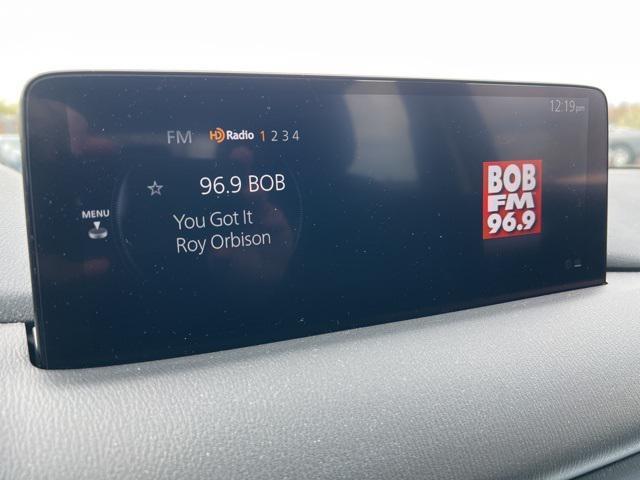 12:19pm
FM HD Radio 1 2 3 4
96.9 BOB
MENU
You Got It
Roy Orbison
BOB
FM
96.9